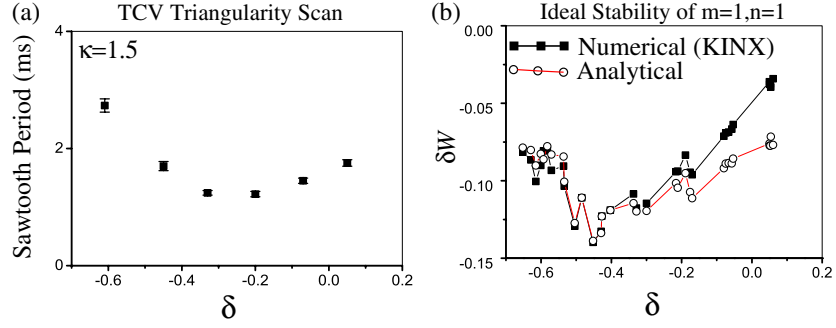 (a) TCV Triangularity Scan
κ=1.5
Sawtooth Period (ms)
4
2
0
-0.6 -0.4 -0.2 0.0 0.2
δ
(b) Ideal Stability of m=1,n=1
Numerical (KINX)
Analytical
δW
0.00
-0.05
-0.10
-0.15
-0.6 -0.4 -0.2 0.0 0.2
δ